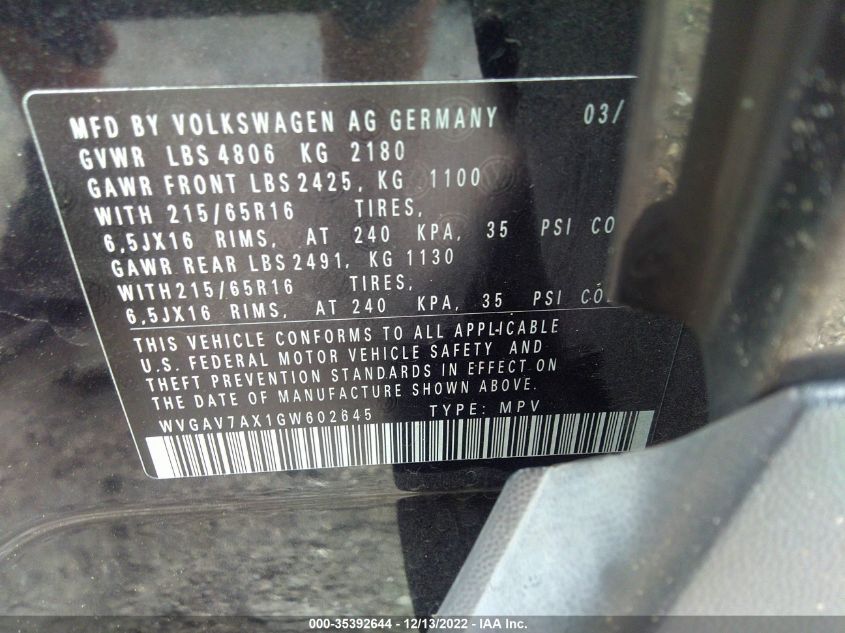 MFD BY VOLKSWAGEN AG GERMANY 03/
GVWR LBS 4806 KG 2180
GAWR FRONT LBS 2425, KG 1100
WITH 215/65R16 TIRES,
6,5JX16 RIMS, AT 240 KPA, 35 PSI CO
GAWR REAR LBS 2491, KG 1130
WITH 215/65R16 TIRES,
6,5JX16 RIMS, AT 240 KPA, 35 PSI CO
THIS VEHICLE CONFORMS TO ALL APPLICABLE
U.S. FEDERAL MOTOR VEHICLE SAFETY AND
THEFT PREVENTION STANDARDS IN EFFECT ON
THE DATE OF MANUFACTURE SHOWN ABOVE.
WVGAV7AX1GW602645 TYPE: MPV
000-35392644 - 12/13/2022 - IAA Inc.